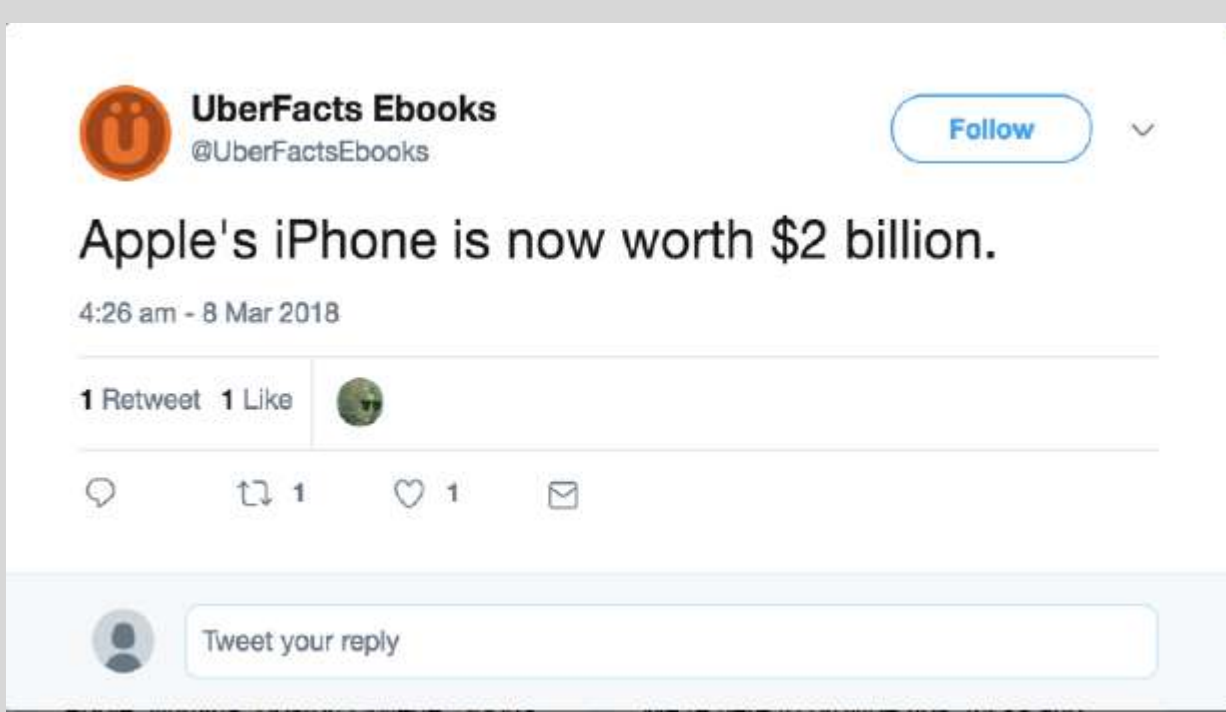 Ü
UberFacts Ebooks
@UberFactsEbooks
Follow
Apple's iPhone is now worth $2 billion.
4:26 am - 8 Mar 2018
1 Retweet 1 Like
1 1
Tweet your reply